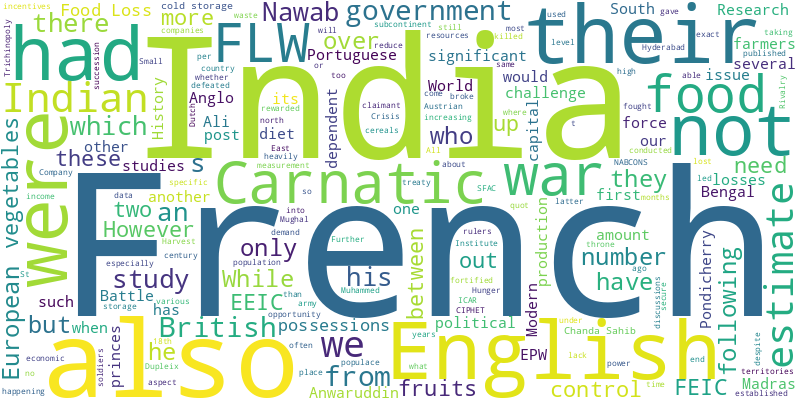 incentives
Food Loss
cold storage
more
Nawab
government
South
Research
used
companies
waste
there
subcontinent
still
gave
farmers
most
taking
had
India
their
FLW
over
Portuguese
significant
resources
reduce
killed
level
Hyderabad
exact
published
several
Trichinopoly
succession
Small
per
will
or
too
World
same
able
issue
high
Indian
History
Anglo
country
whether
defeated
its
would
challenge
food
not
Rivalry
which
Dutch
Ali
post
rewarded
north
diet
dependent
claimant
Crisis
come
broke
Austrian
increasing
up
where
capital
fought
force
our
conducted
these
other
studies
s
East
heavily
measurement
cereals
All
who
t
NABCONS
lost
Bengal
losses
led
months
were
vegetables
European
Company
income
data
another
specific
Carnatic
about
treaty
SFAC
war
they
need
first
latter
two
an
However
only
so
into
Mughal
one
quot
rulers
throne
ago
amount
estimate
especially
Harvest
century
demand
population
Further
Institute
fortified
production
number
have
French
study
his
between
out
Pondicherry
such
has
Battle
storage
various
While
EEIC
than
army
opportunity
Muhammed
ICAR
Hunger
CIPHET
discussions
secure
following
St
but
when
British
possessions
political
Modern
Chanda Sahib
economic
no
happening
soldiers
princes
18th
he
Dupleix
aspect
we
often
place
populace
years
what
from
Anwaruddin
fruits
English
also
under
lack
EPW
power
control
end
time
despite
FEIC
territories
Madras
established